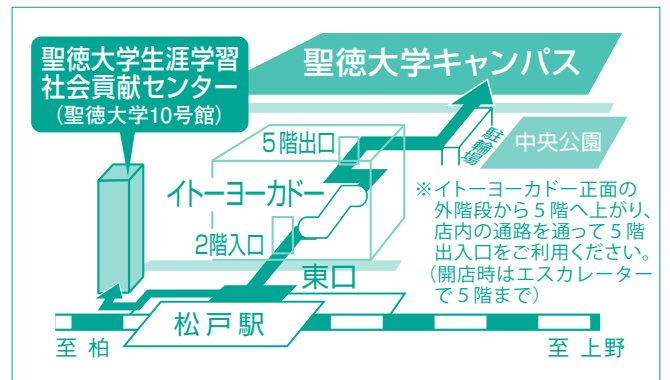 聖徳大学生涯学習
社会貢献センター
(聖徳大学10号館)
聖徳大学キャンパス
5階出口
駐輪場
中央公園
イトーヨーカドー
2階入口
※イトーヨーカドー正面の
外階段から5階へ上がり、
店内の通路を通って5階
出入口をご利用ください。
(開店時はエスカレーター
で5階まで)
東口
松戸駅
至 柏
至 上野